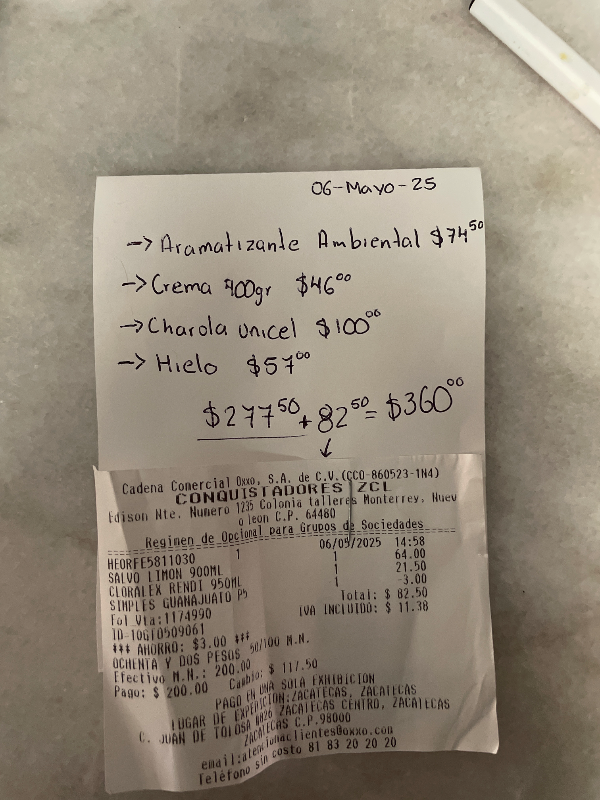 06-Mayo-25
-> Aramatizante Ambiental $74.50
-> Crema 900gr $46.00
-> Charola unicel $100.00
-> Hielo $57.00
$277.50 + 82.50 = $360.00
Cadena Comercial Oxxo, S.A. de C.V.(CCO-860523-1N4)
CONQUISTADORES ZCL
Edison Nte. Numero 1235 Colonia talleres Monterrey, Nuev
o leon C.P. 64480
Regimen de Opcional para Grupos de Sociedades
HEORFE5811030 1 06/05/2025 14:58
SALVO LIMON 900ML 1 64.00
CLORALEX RENDI 950ML 1 21.50
SIMPLES GUANAJUATO P5 1 -3.00
Fol Vta:1174990 Total: $ 82.50
ID-10GIO509061 IVA INCLUIDO: $ 11.38
*** AHORRO: $3.00 ***
OCHENTA Y DOS PESOS 50/100 M.N.
Efectivo M.N.: 200.00
Pago: $ 200.00 Cambio: $ 117.50
PAGO EN UNA SOLA EXHIBICION
LUGAR DE EXPEDICION:ZACATECAS, ZACATECAS
C. JUAN DE TOLOSA #826 ZACATECAS CENTRO, ZACATECAS
ZACATECAS C.P.98000
email:atencionaclientes@oxxo.com
Teléfono sin costo 81 83 20 20 20